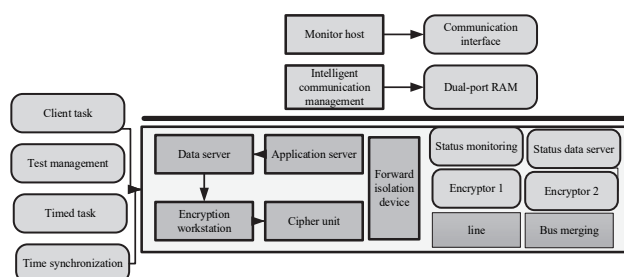 Monitor host
Communication
interface
Intelligent
communication
management
Dual-port RAM
Client task
Test management
Timed task
Time synchronization
Data server
Application server
Encryption
workstation
Cipher unit
Forward
isolation
device
Status monitoring
Status data server
Encryptor 1
Encryptor 2
line
Bus merging